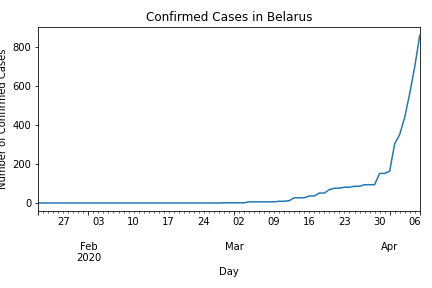 Confirmed Cases in Belarus
Number of Confirmed Cases
800
600
400
200
0
27 03 10 17 24 02 09 16 23 30 06
Feb Mar Apr
2020
Day